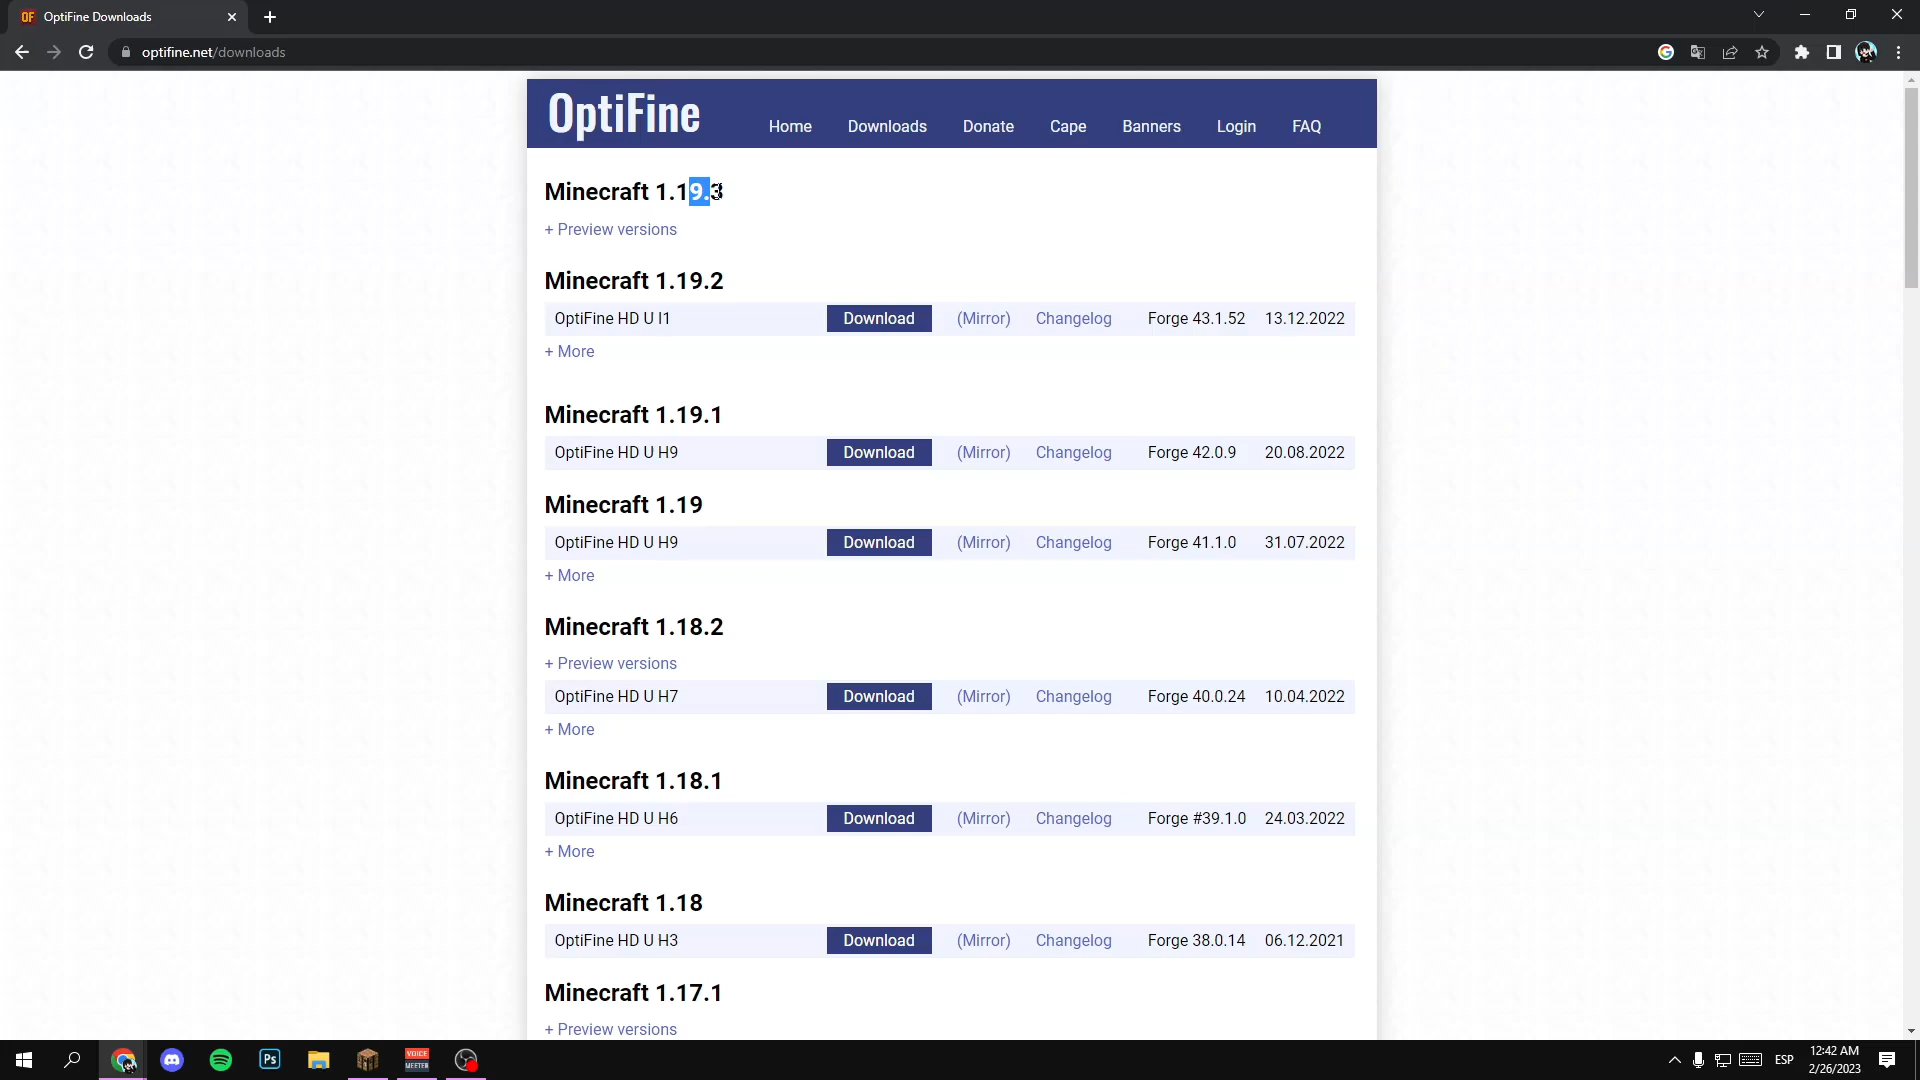 OF OptiFine Downloads
optifine.net/downloads
OptiFine
Home Downloads Donate Cape Banners Login FAQ
Minecraft 1.19.3
+ Preview versions
Minecraft 1.19.2
OptiFine HD U I1 Download (Mirror) Changelog Forge 43.1.52 13.12.2022
+ More
Minecraft 1.19.1
OptiFine HD U H9 Download (Mirror) Changelog Forge 42.0.9 20.08.2022
Minecraft 1.19
OptiFine HD U H9 Download (Mirror) Changelog Forge 41.1.0 31.07.2022
+ More
Minecraft 1.18.2
+ Preview versions
OptiFine HD U H7 Download (Mirror) Changelog Forge 40.0.24 10.04.2022
+ More
Minecraft 1.18.1
OptiFine HD U H6 Download (Mirror) Changelog Forge #39.1.0 24.03.2022
+ More
Minecraft 1.18
OptiFine HD U H3 Download (Mirror) Changelog Forge 38.0.14 06.12.2021
Minecraft 1.17.1
+ Preview versions
Ps
VOICE
MEETER
ESP
12:42 AM
2/26/2023